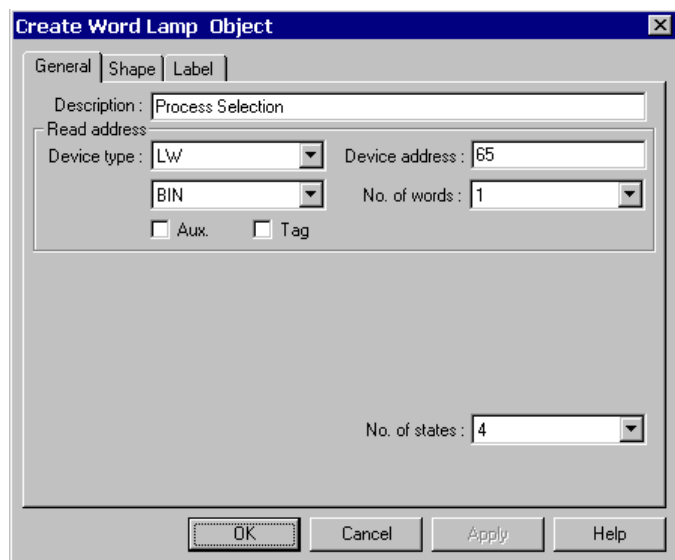 Create Word Lamp Object
General Shape Label
Description : Process Selection
Read address
Device type : LW Device address : 65
BIN No. of words : 1
Aux. Tag
No. of states : 4
OK Cancel Apply Help